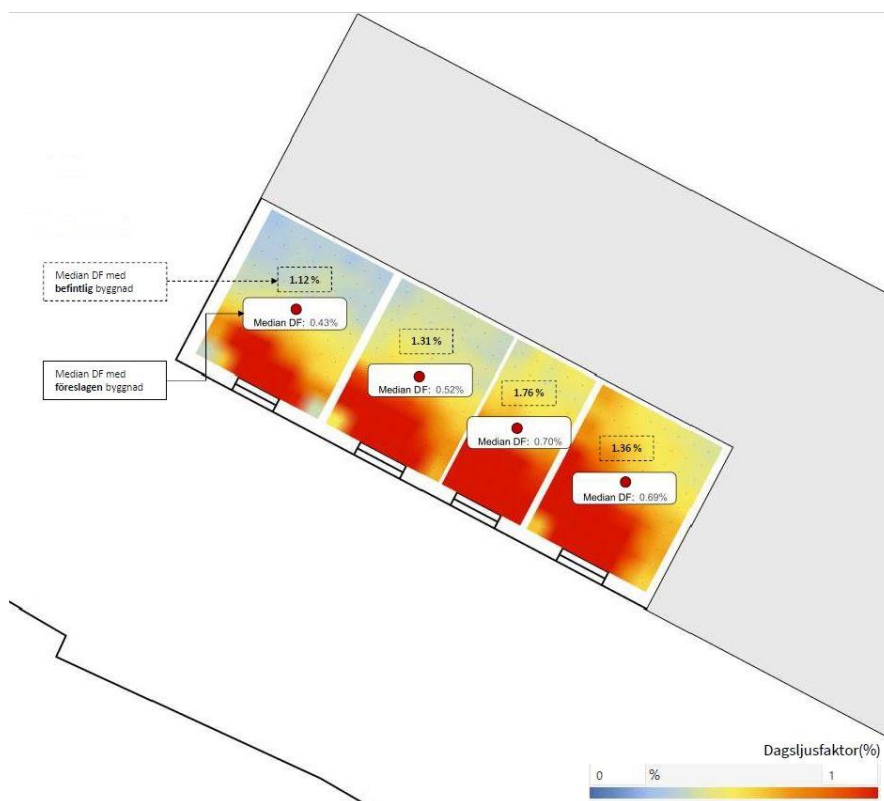 Median DF med
befintlig byggnad
1.12 %
Median DF: 0.43%
1.31 %
Median DF: 0.52%
Median DF med
föreslagen byggnad
1.76 %
Median DF: 0.70%
1.36 %
Median DF: 0.69%
Dagsljusfaktor(%)
0 % 1